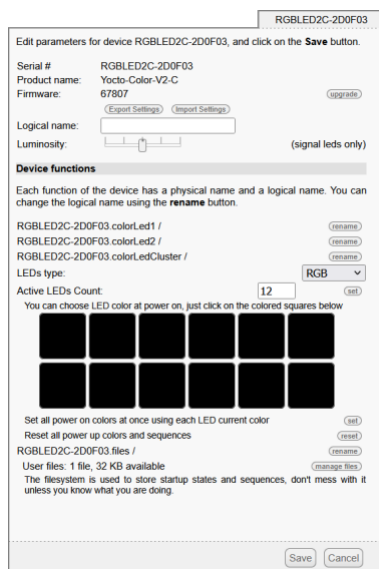 RGBLED2C-2D0F03
Edit parameters for device RGBLED2C-2D0F03, and click on the Save button.
Serial # RGBLED2C-2D0F03
Product name: Yocto-Color-V2-C
Firmware: 67807 upgrade
Export Settings Import Settings
Logical name:
Luminosity: (signal leds only)
Device functions
Each function of the device has a physical name and a logical name. You can
change the logical name using the rename button.
RGBLED2C-2D0F03.colorLed1 / rename
RGBLED2C-2D0F03.colorLed2 / rename
RGBLED2C-2D0F03.colorLedCluster / rename
LEDs type: RGB
Active LEDs Count: 12 set
You can choose LED color at power on, just click on the colored squares below
Set all power on colors at once using each LED current color set
Reset all power up colors and sequences reset
RGBLED2C-2D0F03.files / rename
User files: 1 file, 32 KB available manage files
The filesystem is used to store startup states and sequences, don't mess with it
unless you know what you are doing.
Save Cancel